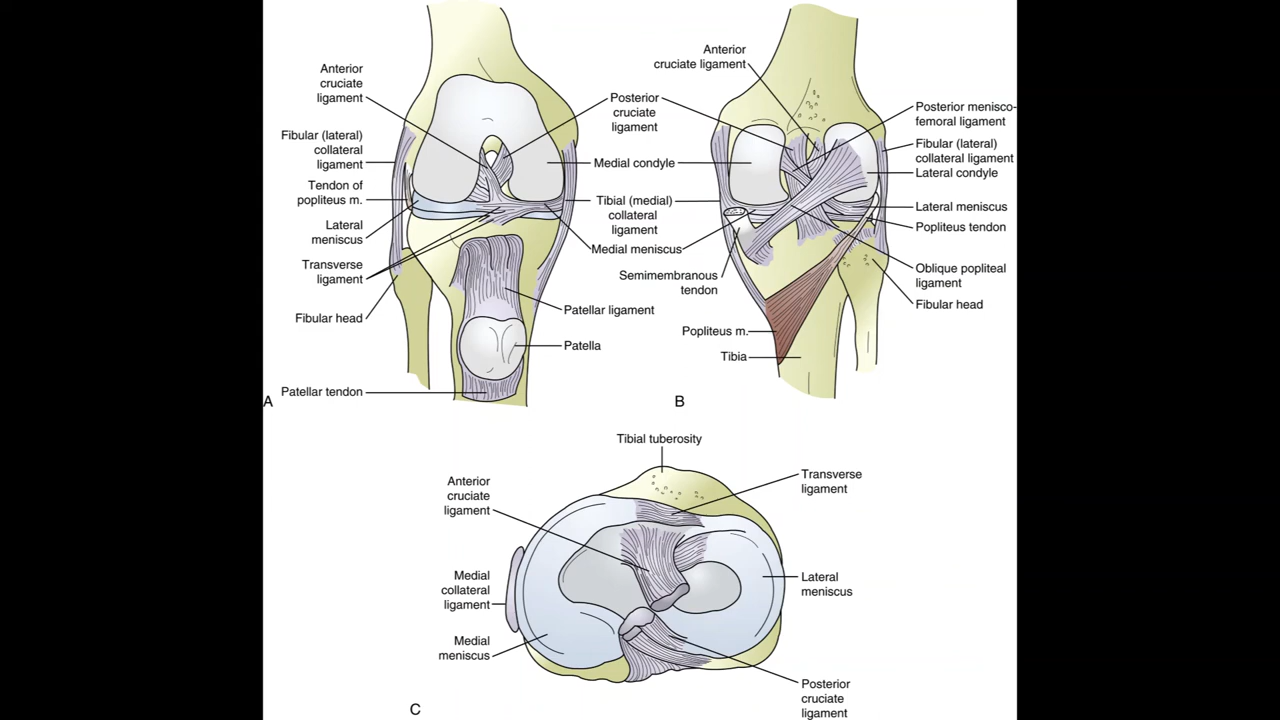 Anterior
cruciate
ligament
Fibular (lateral)
collateral
ligament
Tendon of
popliteus m.
Lateral
meniscus
Transverse
ligament
Fibular head
Patellar tendon
A
Posterior
cruciate
ligament
Medial condyle
Tibial (medial)
collateral
ligament
Medial meniscus
Semimembranous
tendon
Patellar ligament
Patella
Popliteus m.
Tibia
B
Anterior
cruciate ligament
Posterior menisco-
femoral ligament
Fibular (lateral)
collateral ligament
Lateral condyle
Lateral meniscus
Popliteus tendon
Oblique popliteal
ligament
Fibular head
Tibial tuberosity
Anterior
cruciate
ligament
Medial
collateral
ligament
Medial
meniscus
Transverse
ligament
Lateral
meniscus
Posterior
cruciate
ligament
C